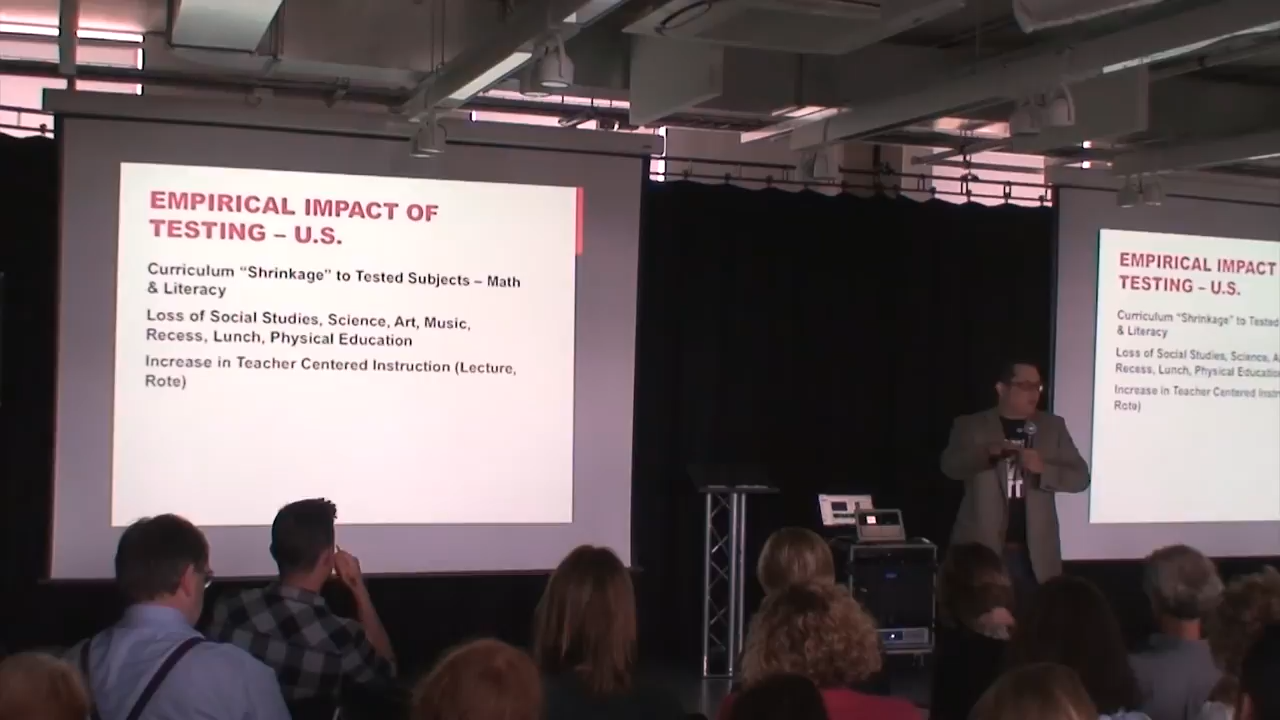 EMPIRICAL IMPACT OF
TESTING – U.S.
Curriculum “Shrinkage” to Tested Subjects – Math
& Literacy
Loss of Social Studies, Science, Art, Music,
Recess, Lunch, Physical Education
Increase in Teacher Centered Instruction (Lecture,
Rote)
EMPIRICAL IMPACT
TESTING – U.S.
Curriculum “Shrinkage” to Tested
& Literacy
Loss of Social Studies, Science,
Recess, Lunch, Physical Education
Increase in Teacher Centered
Rote)